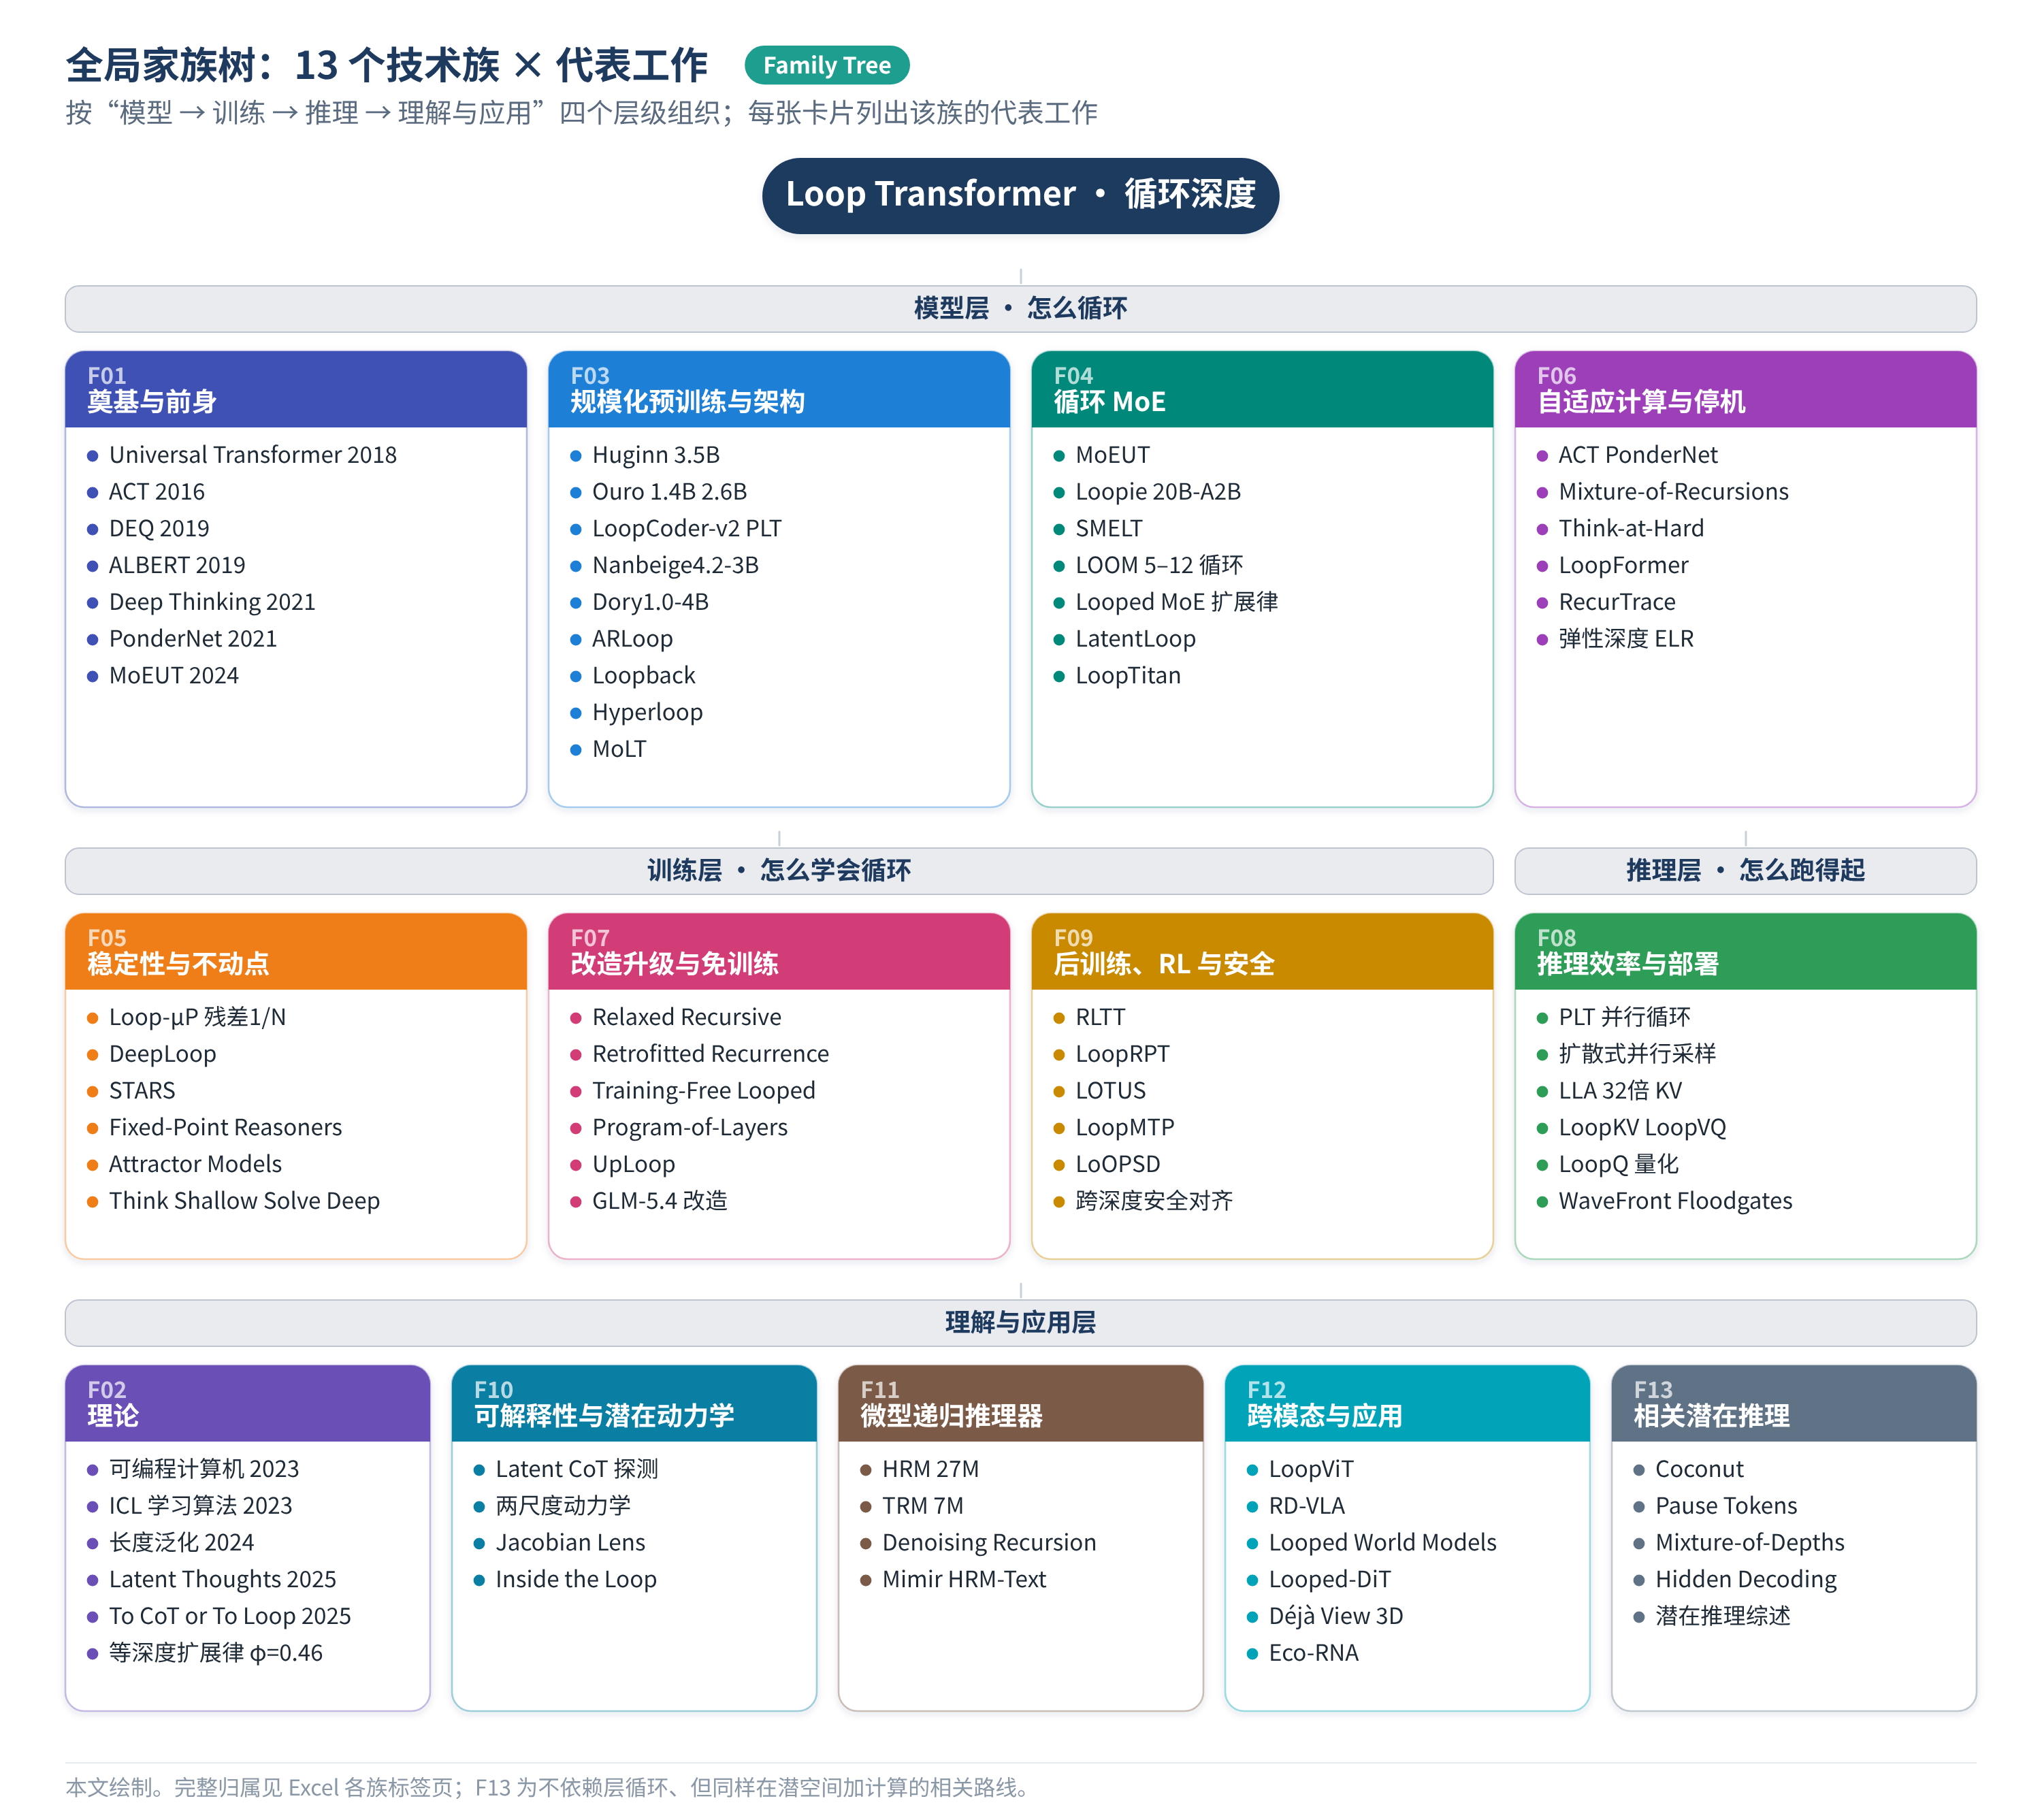 全局家族树：13 个技术族 × 代表工作
Family Tree
按“模型 → 训练 → 推理 → 理解与应用”四个层级组织；每张卡片列出该族的代表工作
Loop Transformer · 循环深度
模型层 · 怎么循环
F01
奠基与前身
Universal Transformer 2018
ACT 2016
DEQ 2019
ALBERT 2019
Deep Thinking 2021
PonderNet 2021
MoEUT 2024
F03
规模化预训练与架构
Huginn 3.5B
Ouro 1.4B 2.6B
LoopCoder-v2 PLT
Nanbeige4.2-3B
Dory1.0-4B
ARLoop
Loopback
Hyperloop
MoLT
F04
循环 MoE
MoEUT
Loopie 20B-A2B
SMELT
LOOM 5–12 循环
Looped MoE 扩展律
LatentLoop
LoopTitan
F06
自适应计算与停机
ACT PonderNet
Mixture-of-Recursions
Think-at-Hard
LoopFormer
RecurTrace
弹性深度 ELR
训练层 · 怎么学会循环
推理层 · 怎么跑得起
F05
稳定性与不动点
Loop-μP 残差1/N
DeepLoop
STARS
Fixed-Point Reasoners
Attractor Models
Think Shallow Solve Deep
F07
改造升级与免训练
Relaxed Recursive
Retrofitted Recurrence
Training-Free Looped
Program-of-Layers
UpLoop
GLM-5.4 改造
F09
后训练、RL 与安全
RLTT
LoopRPT
LOTUS
LoopMTP
LoOPSD
跨深度安全对齐
F08
推理效率与部署
PLT 并行循环
扩散式并行采样
LLA 32倍 KV
LoopKV LoopVQ
LoopQ 量化
WaveFront Floodgates
理解与应用层
F02
理论
可编程计算机 2023
ICL 学习算法 2023
长度泛化 2024
Latent Thoughts 2025
To CoT or To Loop 2025
等深度扩展律 φ=0.46
F10
可解释性与潜在动力学
Latent CoT 探测
两尺度动力学
Jacobian Lens
Inside the Loop
F11
微型递归推理器
HRM 27M
TRM 7M
Denoising Recursion
Mimir HRM-Text
F12
跨模态与应用
LoopViT
RD-VLA
Looped World Models
Looped-DiT
Déjà View 3D
Eco-RNA
F13
相关潜在推理
Coconut
Pause Tokens
Mixture-of-Depths
Hidden Decoding
潜在推理综述
本文绘制。完整归属见 Excel 各族标签页；F13 为不依赖层循环、但同样在潜空间加计算的相关路线。